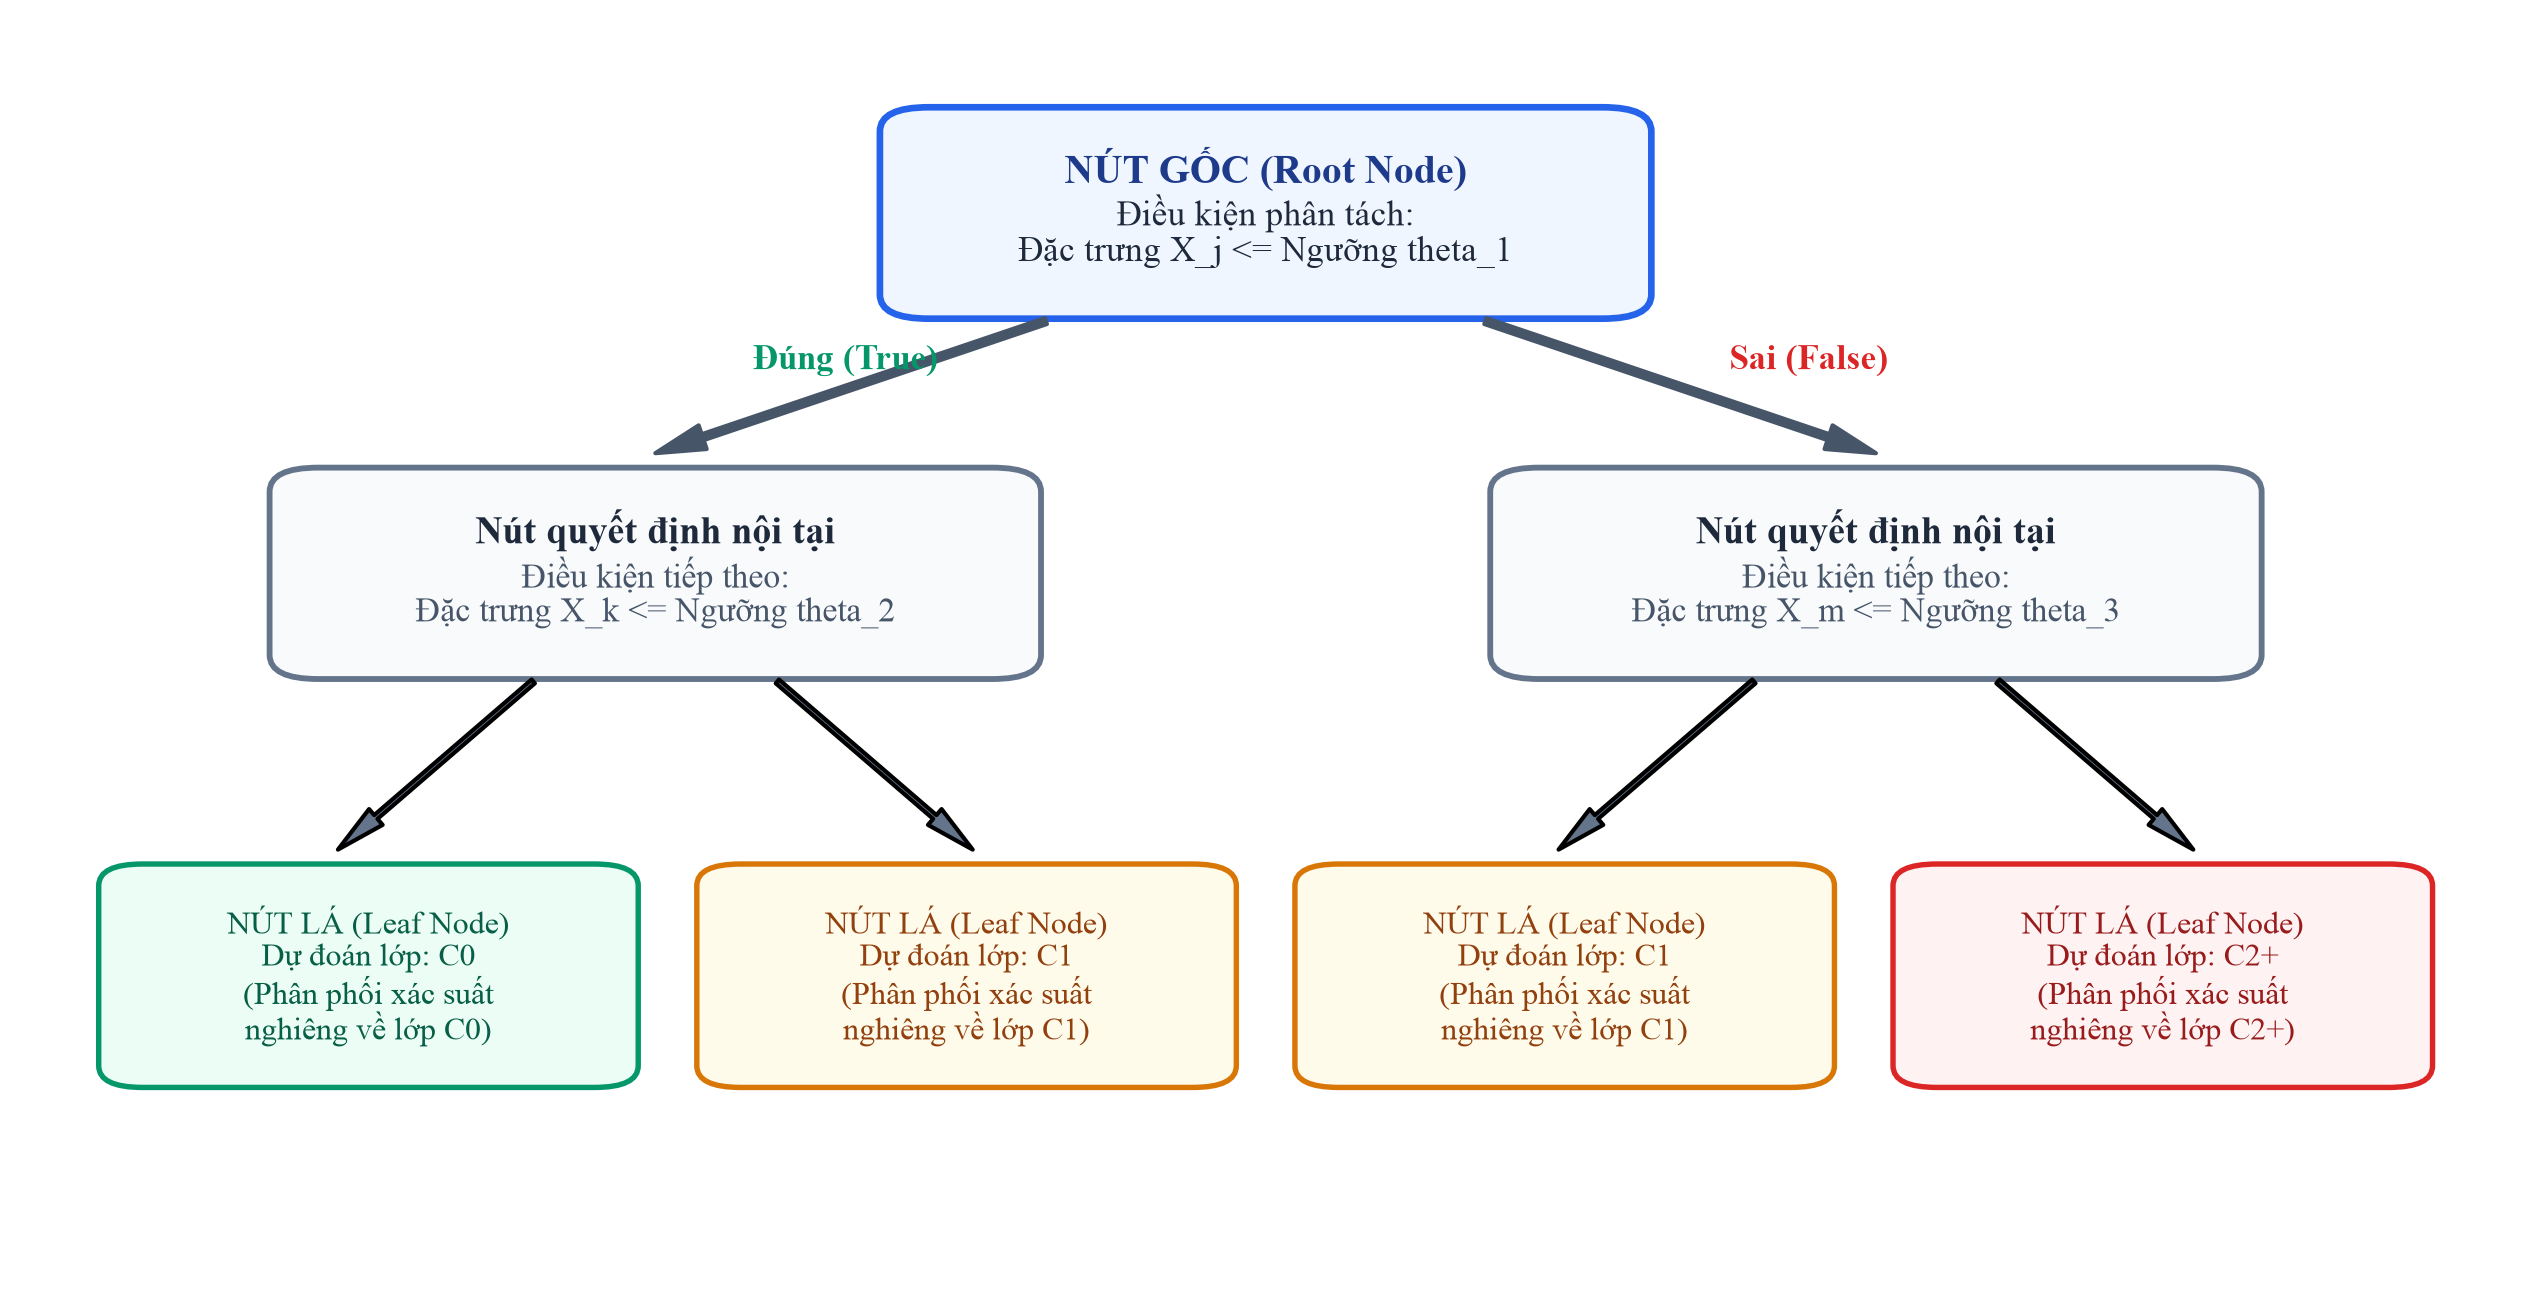 NÚT GỐC (Root Node)
Điều kiện phân tách:
Đặc trưng X_j <= Ngưỡng theta_1
Đúng (True)
Sai (False)
Nút quyết định nội tại
Điều kiện tiếp theo:
Đặc trưng X_k <= Ngưỡng theta_2
Nút quyết định nội tại
Điều kiện tiếp theo:
Đặc trưng X_m <= Ngưỡng theta_3
NÚT LÁ (Leaf Node)
Dự đoán lớp: C0
(Phân phối xác suất
nghiêng về lớp C0)
NÚT LÁ (Leaf Node)
Dự đoán lớp: C1
(Phân phối xác suất
nghiêng về lớp C1)
NÚT LÁ (Leaf Node)
Dự đoán lớp: C1
(Phân phối xác suất
nghiêng về lớp C1)
NÚT LÁ (Leaf Node)
Dự đoán lớp: C2+
(Phân phối xác suất
nghiêng về lớp C2+)